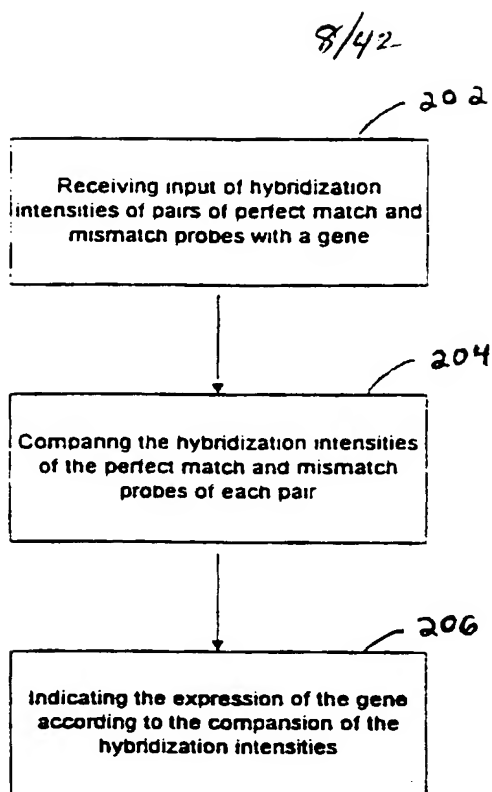 8/42
202
Receiving input of hybridization
intensities of pairs of perfect match and
mismatch probes with a gene
204
Comparing the hybridization intensities
of the perfect match and mismatch
probes of each pair
206
Indicating the expression of the gene
according to the compansion of the
hybridization intensities